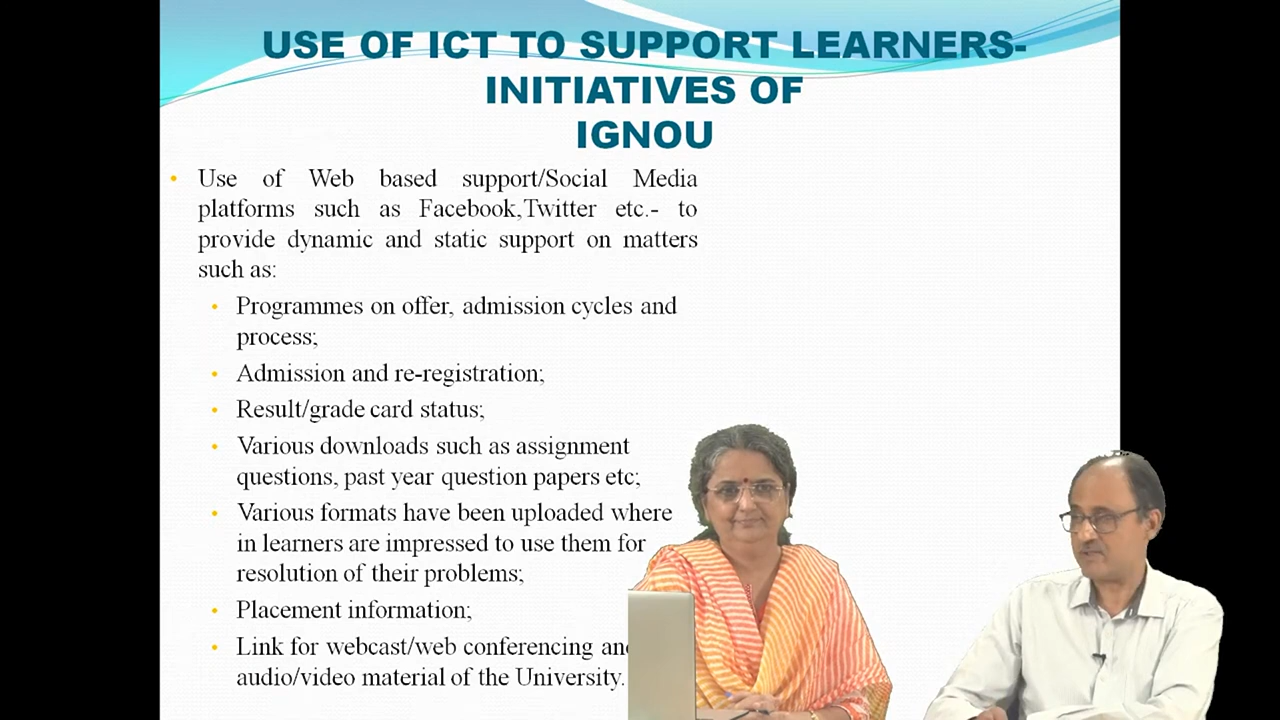 USE OF ICT TO SUPPORT LEARNERS-
INITIATIVES OF
IGNOU
• Use of Web based support/Social Media
platforms such as Facebook,Twitter etc.- to
provide dynamic and static support on matters
such as:
• Programmes on offer, admission cycles and
process;
• Admission and re-registration;
• Result/grade card status;
• Various downloads such as assignment
questions, past year question papers etc;
• Various formats have been uploaded where
in learners are impressed to use them for
resolution of their problems;
• Placement information;
• Link for webcast/web conferencing and
audio/video material of the University.